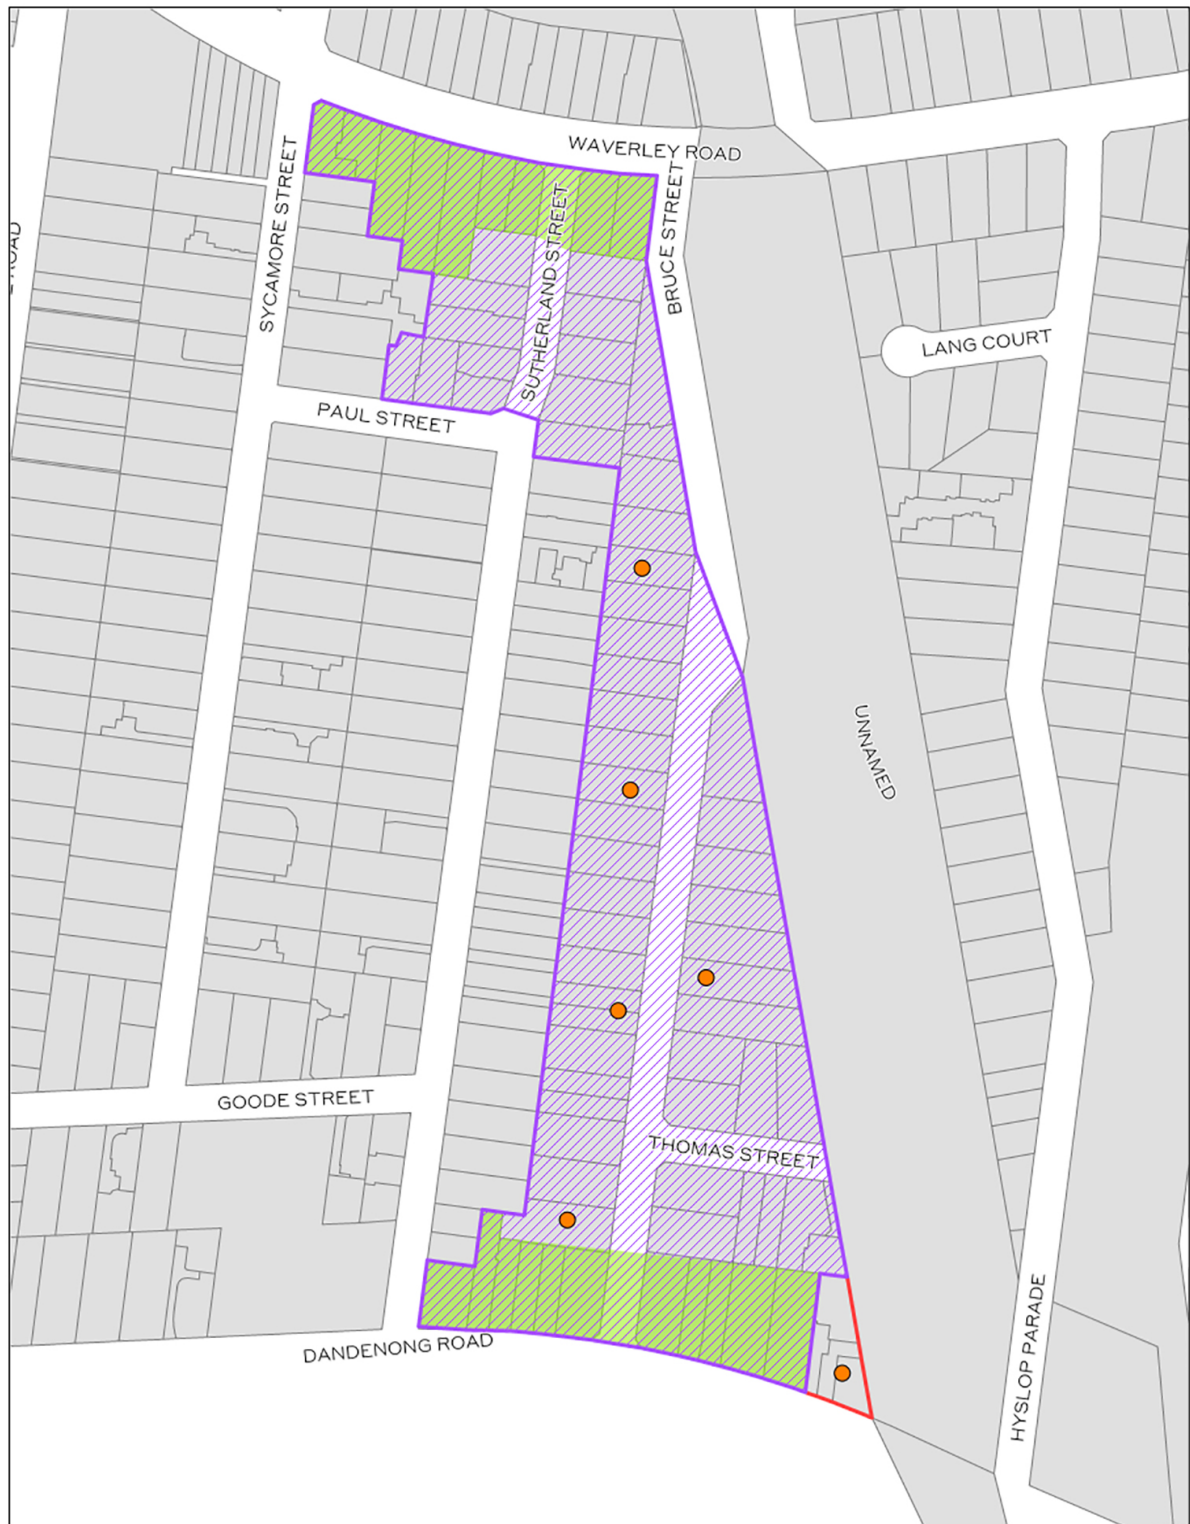 WAVERLEY ROAD
SYCAMORE STREET
SUTHERLAND STREET
BRUCE STREET
LANG COURT
PAUL STREET
UNNAMED
GOODE STREET
THOMAS STREET
DANDENONG ROAD
HYSLOP PARADE